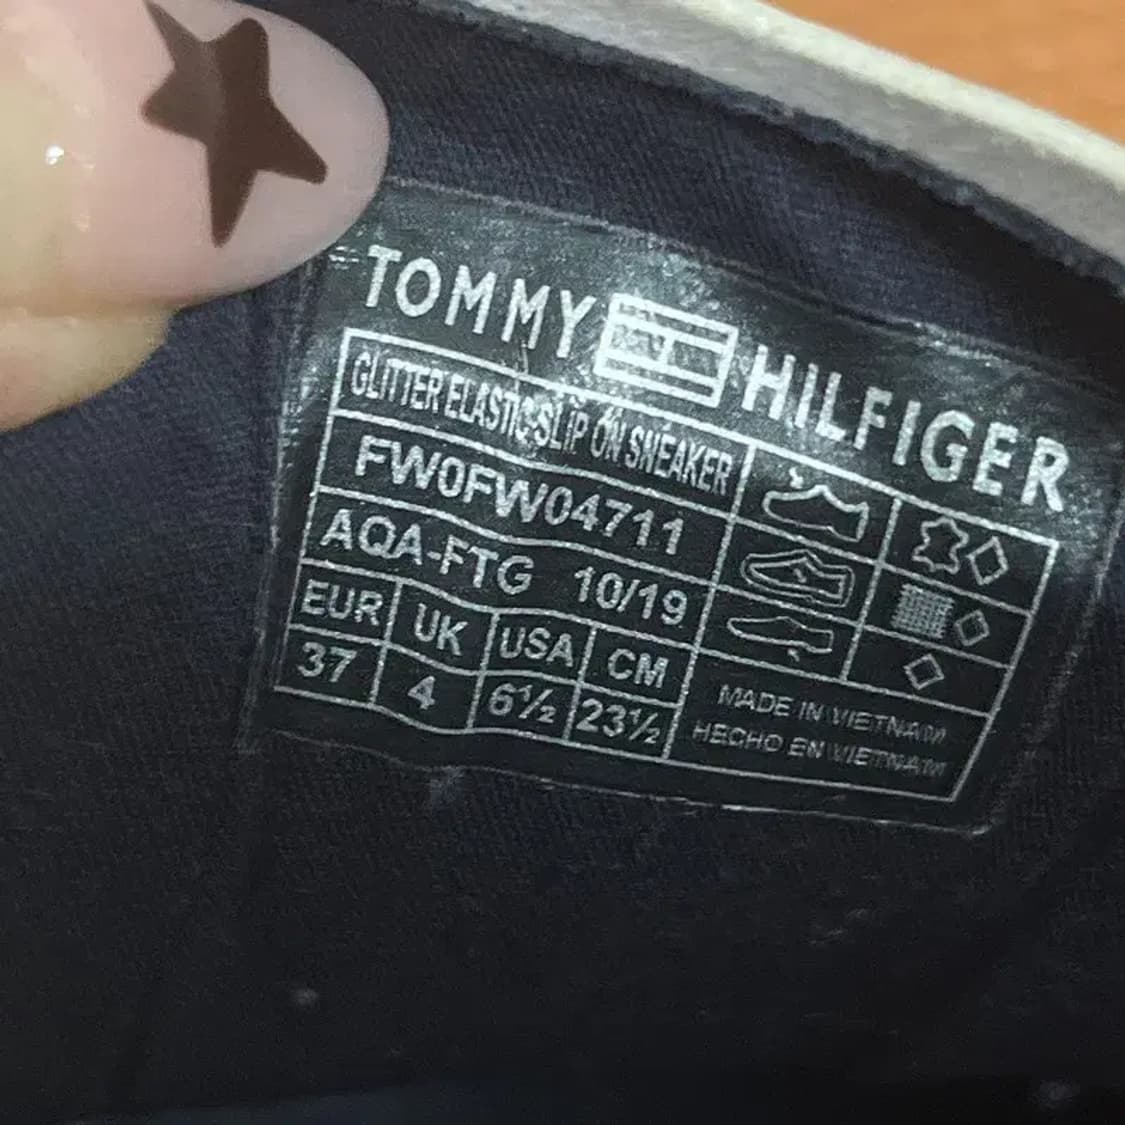 TOMMY HILFIGER
GLITTER ELASTIC SLIP ON SNEAKER
FW0FW04711
AQA-FTG 10/19
EUR UK USA CM
37 4 6½ 23½
MADE IN VIETNAM
HECHO EN VIETNAM